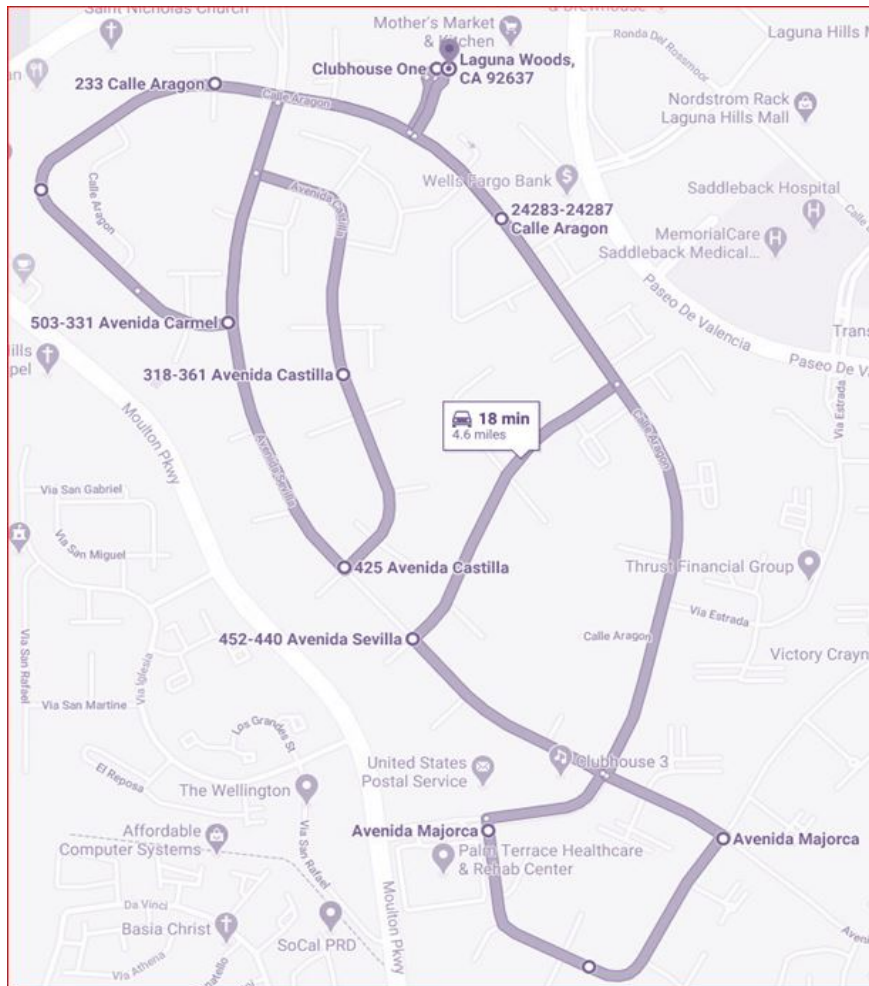 Saint Nicholas Church
Mother's Market
& Kitchen
Ronda Del Rossmoor
Laguna Hills M
Clubhouse One
Laguna Woods,
CA 92637
233 Calle Aragon
Calle Aragon
Nordstrom Rack
Laguna Hills Mall
Wells Fargo Bank
Avenida Castilla
Calle Aragon
Saddleback Hospital
24283-24287
Calle Aragon
MemorialCare
Saddleback Medical...
Paseo De Valencia
503-331 Avenida Carmel
Trans
Paseo De Va
318-361 Avenida Castilla
Moulton Pkwy
18 min
4.6 miles
Via Estrada
Calle Aragon
Avenida Sevilla
Via San Gabriel
Via San Miguel
425 Avenida Castilla
Thrust Financial Group
Via Estrada
452-440 Avenida Sevilla
Calle Aragon
Victory Crayn
Via San Rafael
Via Iglesia
Via San Martine
Los Grandes St
United States
Postal Service
Clubhouse 3
El Reposa
The Wellington
Via San Rafael
Avenida Majorca
Avenida Majorca
Affordable
Computer Systems
Palm Terrace Healthcare
& Rehab Center
Moulton Pkwy
Da Vinci
Basia Christ
SoCal PRD
Via Athena